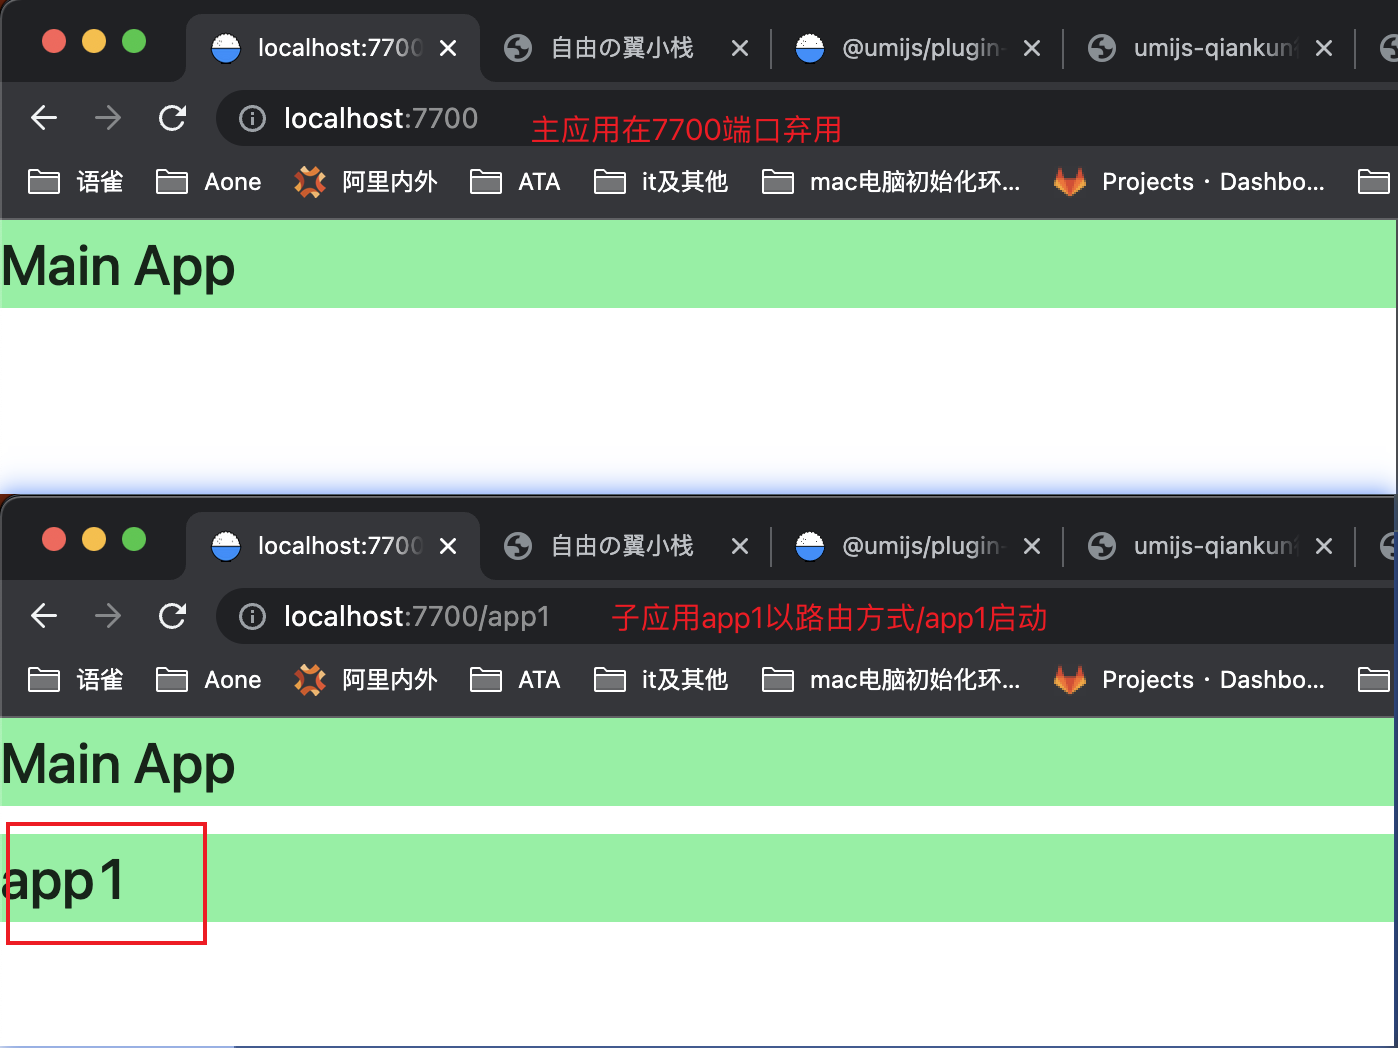 localhost:7700
自由の翼小栈
@umijs/plugin-
umijs-qiankun
localhost:7700
主应用在7700端口弃用
语雀
Aone
阿里内外
ATA
it及其他
mac电脑初始化环...
Projects · Dashbo...
Main App
localhost:7700
自由の翼小栈
@umijs/plugin-
umijs-qiankun
localhost:7700/app1
子应用app1以路由方式/app1启动
语雀
Aone
阿里内外
ATA
it及其他
mac电脑初始化环...
Projects · Dashbo...
Main App
app1